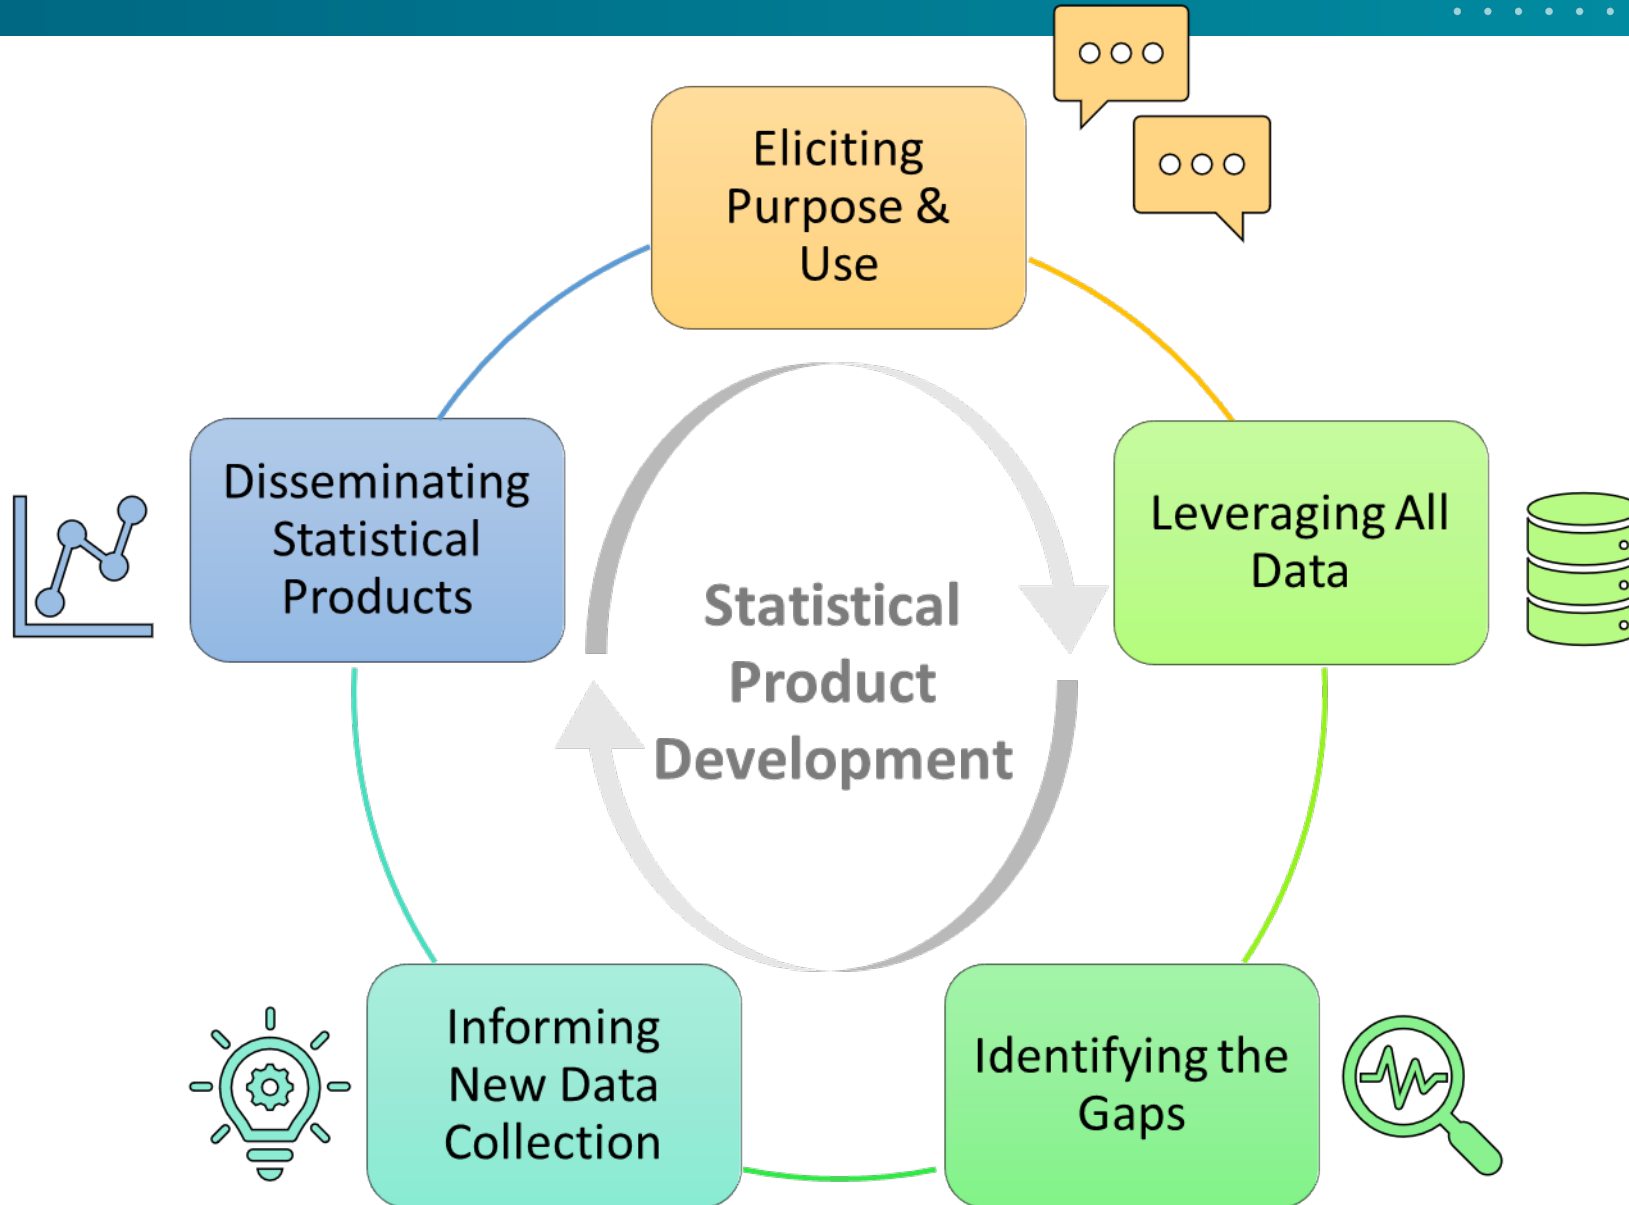 Eliciting
Purpose &
Use
Leveraging All
Data
Identifying the
Gaps
Informing
New Data
Collection
Disseminating
Statistical
Products
Statistical
Product
Development